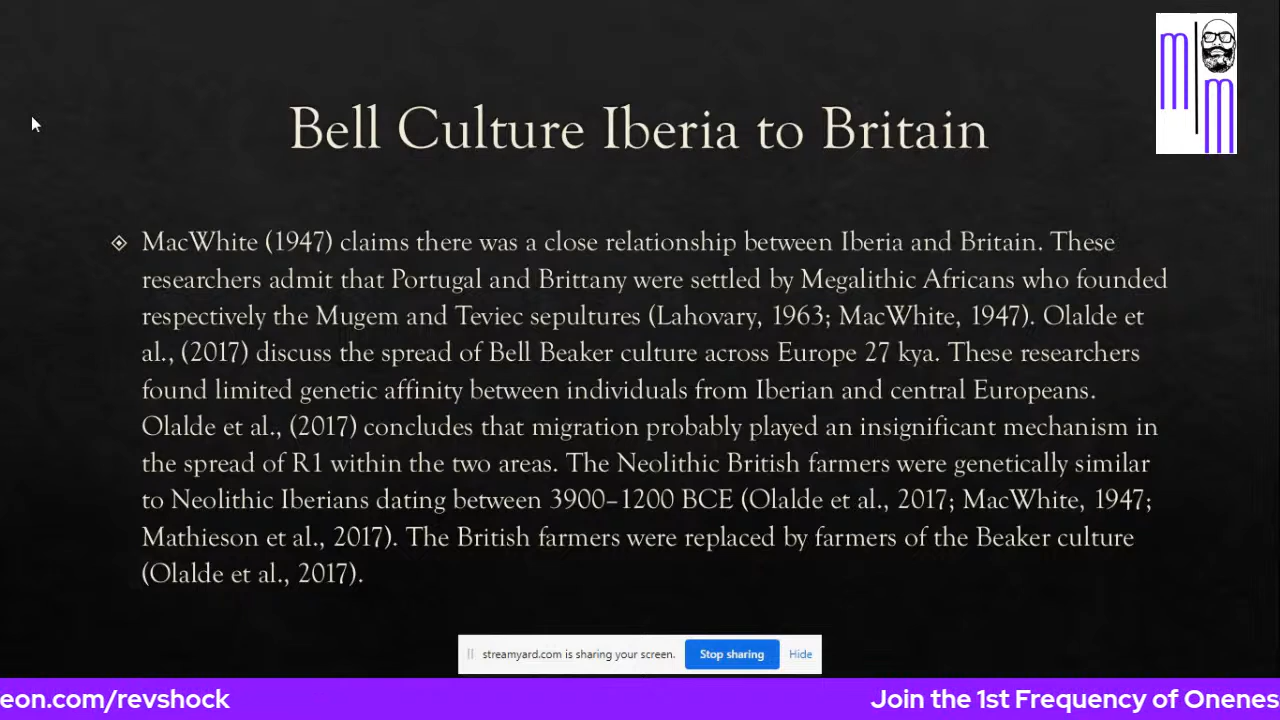 m
m
Bell Culture Iberia to Britain
MacWhite (1947) claims there was a close relationship between Iberia and Britain. These
researchers admit that Portugal and Brittany were settled by Megalithic Africans who founded
respectively the Mugem and Teviec sepultures (Lahovary, 1963; MacWhite, 1947). Olalde et
al., (2017) discuss the spread of Bell Beaker culture across Europe 27 kya. These researchers
found limited genetic affinity between individuals from Iberian and central Europeans.
Olalde et al., (2017) concludes that migration probably played an insignificant mechanism in
the spread of R1 within the two areas. The Neolithic British farmers were genetically similar
to Neolithic Iberians dating between 3900–1200 BCE (Olalde et al., 2017; MacWhite, 1947;
Mathieson et al., 2017). The British farmers were replaced by farmers of the Beaker culture
(Olalde et al., 2017).
streamyard.com is sharing your screen. Stop sharing Hide
eon.com/revshock Join the 1st Frequency of Onenes